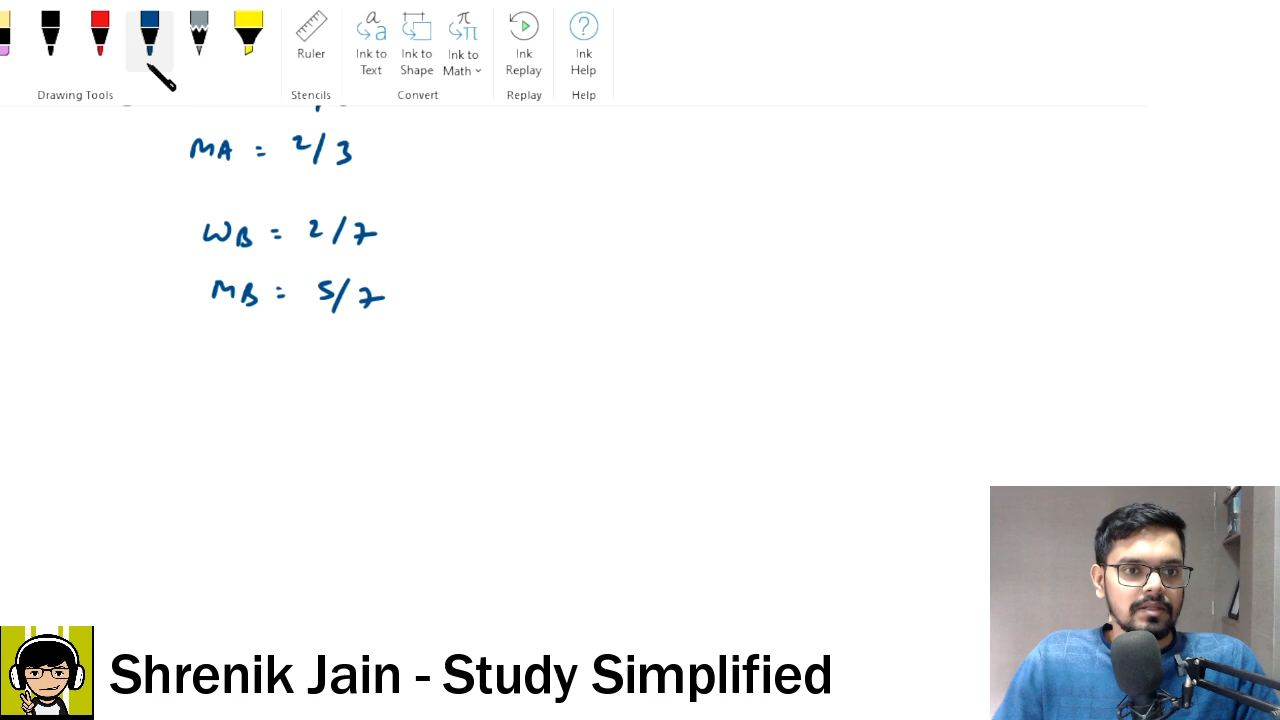 Ruler
Ink to Text
Ink to Shape
Ink to Math
Ink Replay
Ink Help
Drawing Tools
Stencils
Convert
Replay
Help
MA = 2/3
WB = 2/7
MB = 5/7
Shrenik Jain - Study Simplified